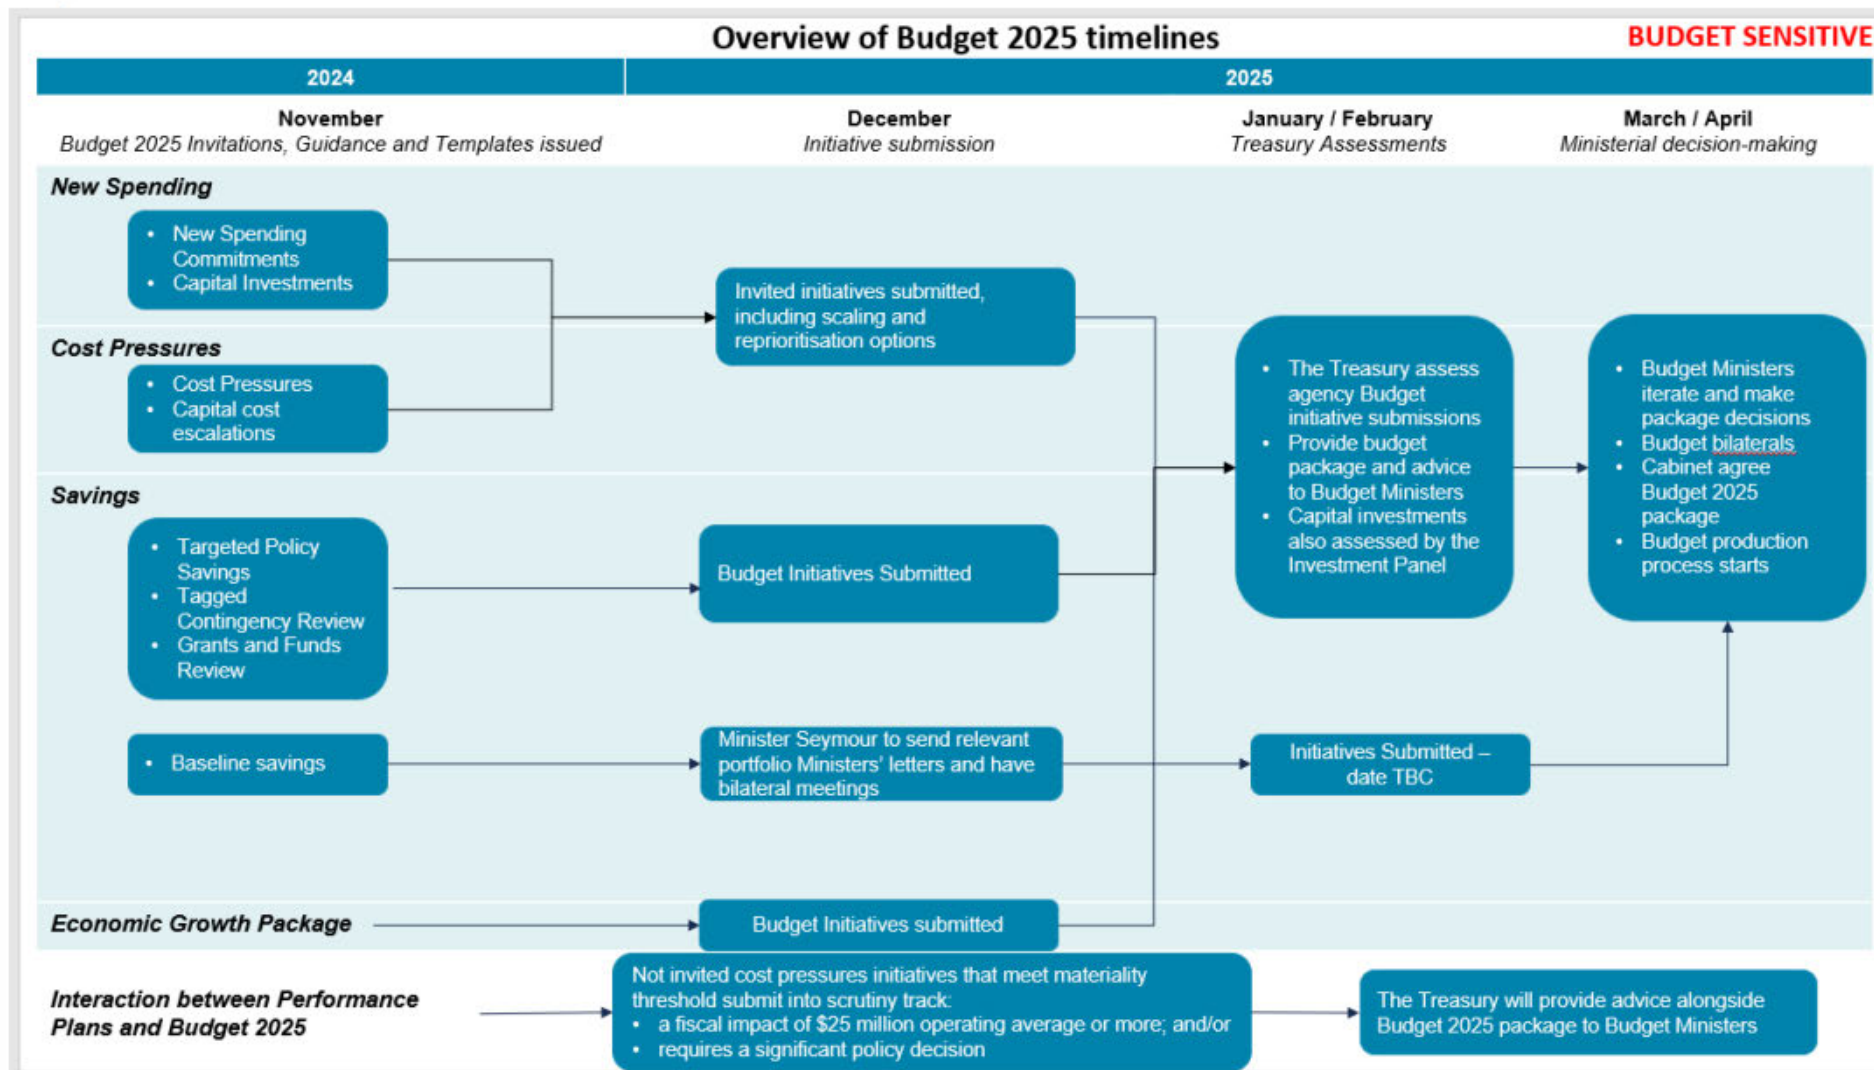 Overview of Budget 2025 timelines
BUDGET SENSITIVE
2024
2025
November
Budget 2025 Invitations, Guidance and Templates issued
December
Initiative submission
January / February
Treasury Assessments
March / April
Ministerial decision-making
New Spending
• New Spending
Commitments
• Capital Investments
Invited initiatives submitted,
including scaling and
reprioritisation options
Cost Pressures
• Cost Pressures
• Capital cost
escalations
• The Treasury assess
agency Budget
initiative submissions
• Provide budget
package and advice
to Budget Ministers
• Capital investments
also assessed by the
Investment Panel
• Budget Ministers
iterate and make
package decisions
• Budget bilaterals
• Cabinet agree
Budget 2025
package
• Budget production
process starts
Savings
• Targeted Policy
Savings
• Tagged
Contingency Review
• Grants and Funds
Review
Budget Initiatives Submitted
• Baseline savings
Minister Seymour to send relevant
portfolio Ministers' letters and have
bilateral meetings
Initiatives Submitted –
date TBC
Economic Growth Package
Budget Initiatives submitted
Interaction between Performance
Plans and Budget 2025
Not invited cost pressures initiatives that meet materiality
threshold submit into scrutiny track:
• a fiscal impact of $25 million operating average or more; and/or
• requires a significant policy decision
The Treasury will provide advice alongside
Budget 2025 package to Budget Ministers